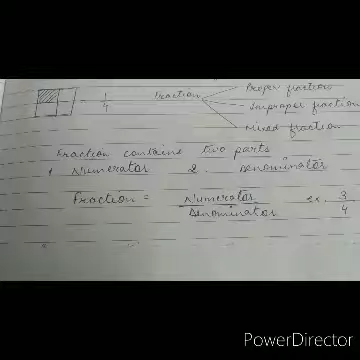 Proper fraction
1/4 Fraction Improper fraction
Mixed fraction
Fraction contains two parts
1 Numerator 2. Denominator
Fraction = Numerator/Denominator ex. 3/4
PowerDirector